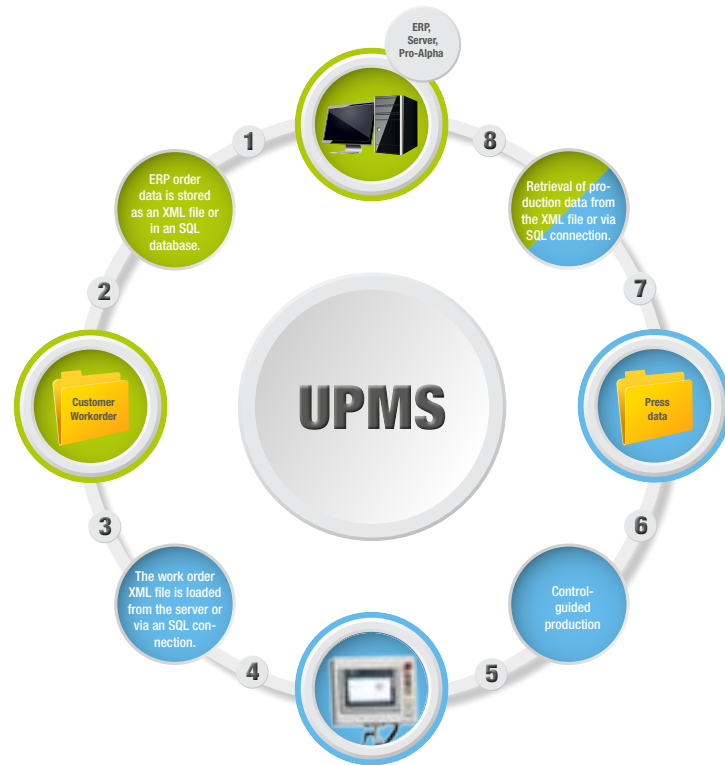 ERP,
Server,
Pro-Alpha
1
8
ERP order
data is stored
as an XML file or
in an SQL
database.
Retrieval of pro-
duction data from
the XML file or via
SQL connection.
2
7
UPMS
Customer
Workorder
Press
data
3
6
The work order
XML file is loaded
from the server or
via an SQL con-
nection.
Control-
guided
production
4
5